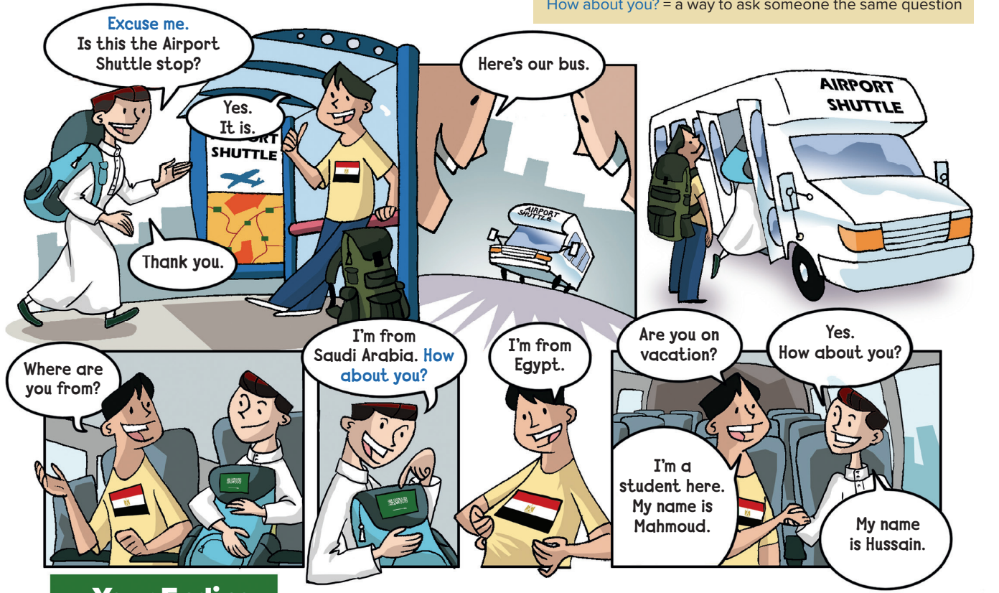 How about you? = a way to ask someone the same question
Excuse me.
Is this the Airport
Shuttle stop?
Yes.
It is.
SHUTTLE
Thank you.
Here's our bus.
AIRPORT
SHUTTLE
AIRPORT
SHUTTLE
Where are
you from?
I'm from
Saudi Arabia. How
about you?
I'm from
Egypt.
Are you on
vacation?
Yes.
How about you?
I'm a
student here.
My name is
Mahmoud.
My name
is Hussain.